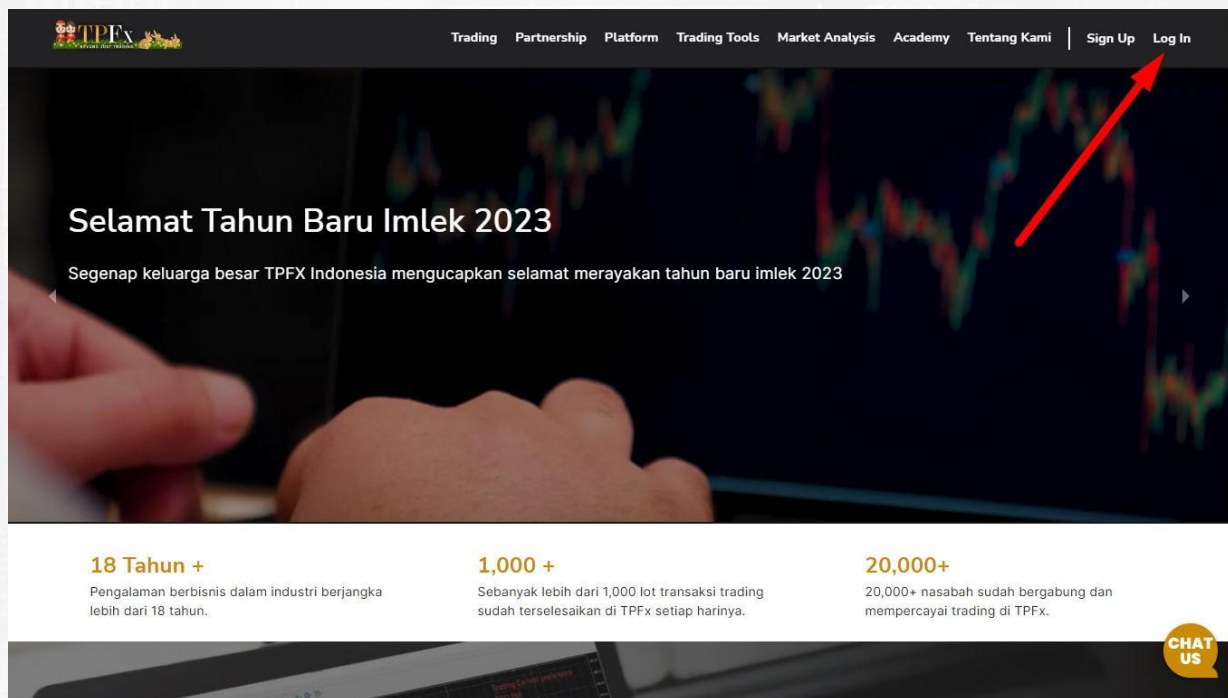 TPFx
BEYOND JUST TRADING
Trading Partnership Platform Trading Tools Market Analysis Academy Tentang Kami Sign Up Log In
Selamat Tahun Baru Imlek 2023
Segenap keluarga besar TPFX Indonesia mengucapkan selamat merayakan tahun baru imlek 2023
18 Tahun +
Pengalaman berbisnis dalam industri berjangka
lebih dari 18 tahun.
1,000 +
Sebanyak lebih dari 1,000 lot transaksi trading
sudah terselesaikan di TPFx setiap harinya.
20,000+
20,000+ nasabah sudah bergabung dan
mempercayai trading di TPFx.
CHAT
US